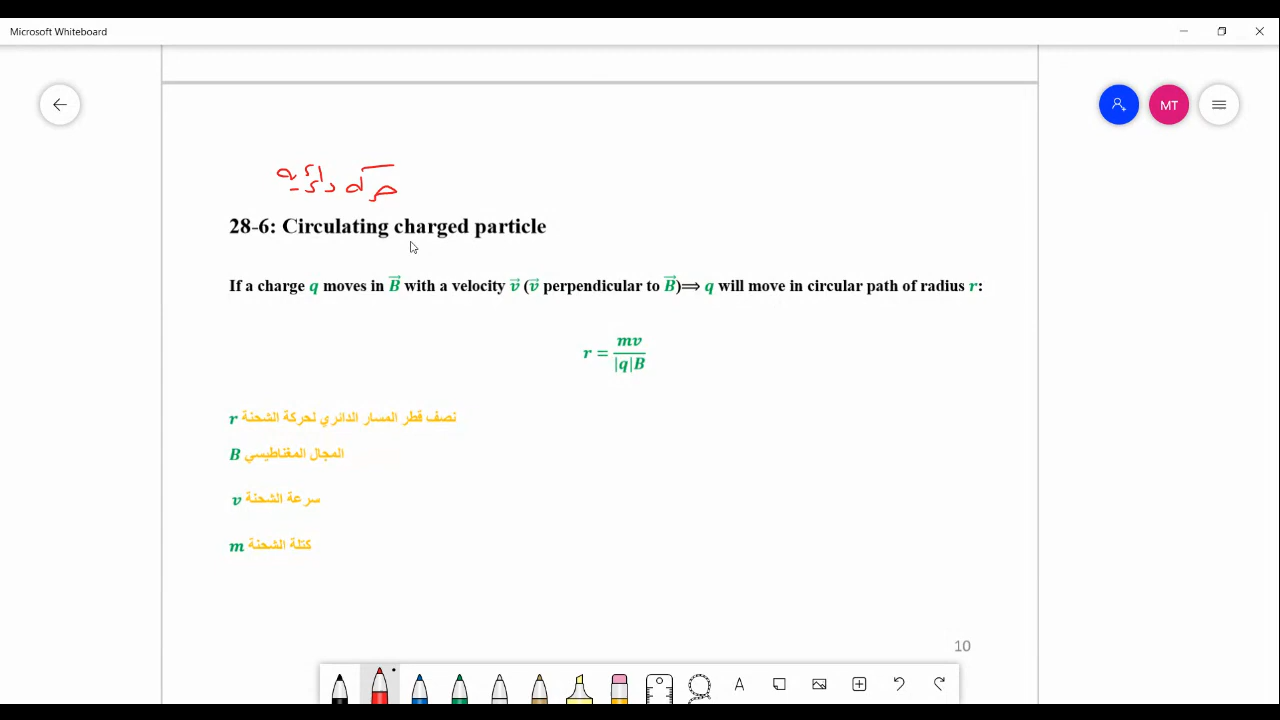 Microsoft Whiteboard
MT
حركة دائرية
28-6: Circulating charged particle
If a charge q moves in B⃗ with a velocity v⃗ (v⃗ perpendicular to B⃗)⟹ q will move in circular path of radius r:
r = mv / |q|B
r نصف قطر المسار الدائري لحركة الشحنة
B المجال المغناطيسي
v سرعة الشحنة
m كتلة الشحنة
10
A